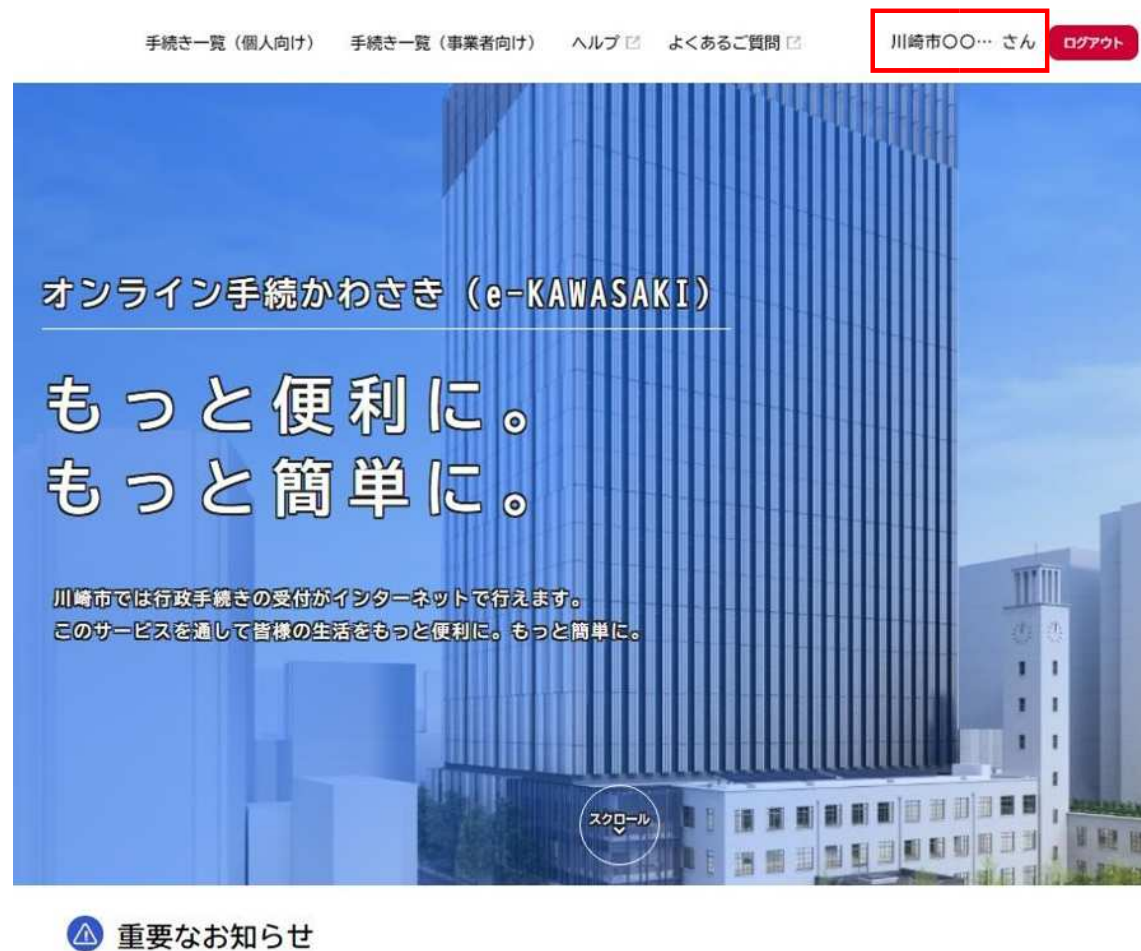 手続き一覧（個人向け） 手続き一覧（事業者向け） ヘルプ よくあるご質問 川崎市〇〇… さん ログアウト
オンライン手続かわさき（e-KAWASAKI）
もっと便利に。
もっと簡単に。
川崎市では行政手続きの受付がインターネットで行えます。
このサービスを通して皆様の生活をもっと便利に。もっと簡単に。
スクロール
重要なお知らせ